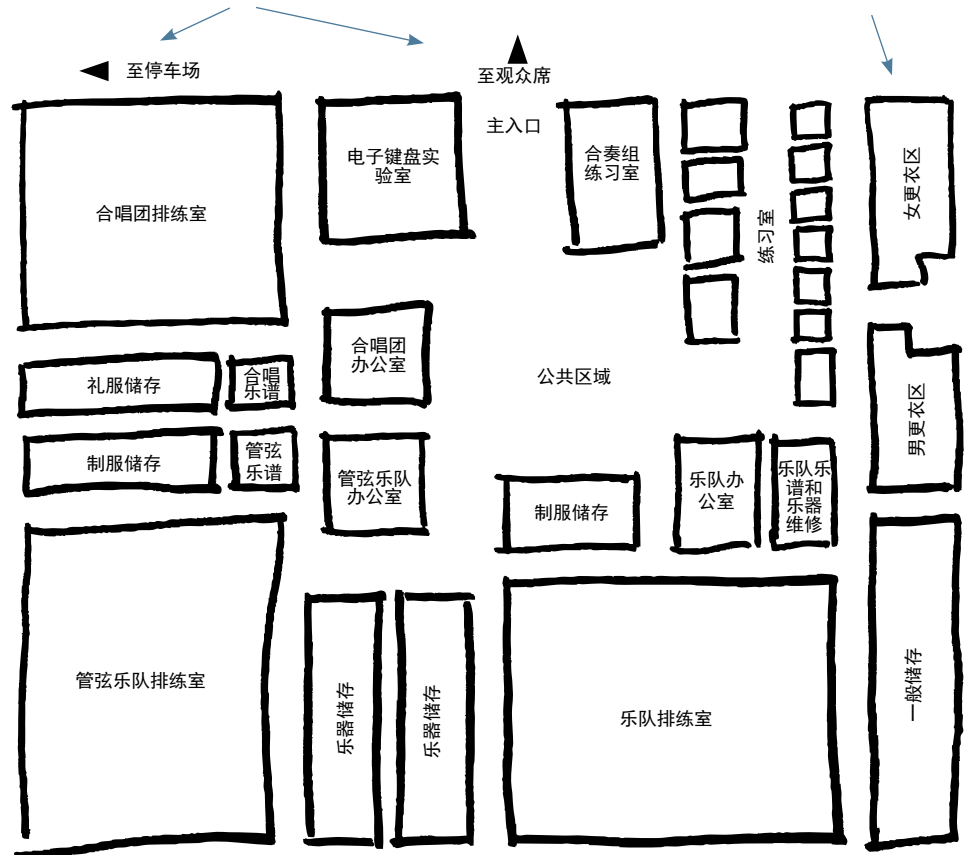 至停车场
至观众席
主入口
合唱团排练室
电子键盘实
验室
合奏组
练习室
练习室
女更衣区
合唱团
办公室
公共区域
礼服储存
合唱
乐谱
男更衣区
制服储存
管弦
乐谱
管弦乐队
办公室
制服储存
乐队办
公室
乐队乐
谱和
乐器
维修
管弦乐队排练室
乐器储存
乐器储存
乐队排练室
一般储存